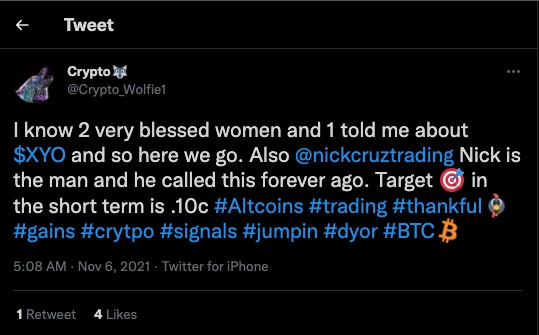 ← Tweet
Crypto🐺
@Crypto_Wolfie1
I know 2 very blessed women and 1 told me about
$XYO and so here we go. Also @nickcruztrading Nick is
the man and he called this forever ago. Target 🎯 in
the short term is .10c #Altcoins #trading #thankful
#gains #crytpo #signals #jumpin #dyor #BTC
5:08 AM · Nov 6, 2021 · Twitter for iPhone
1 Retweet 4 Likes